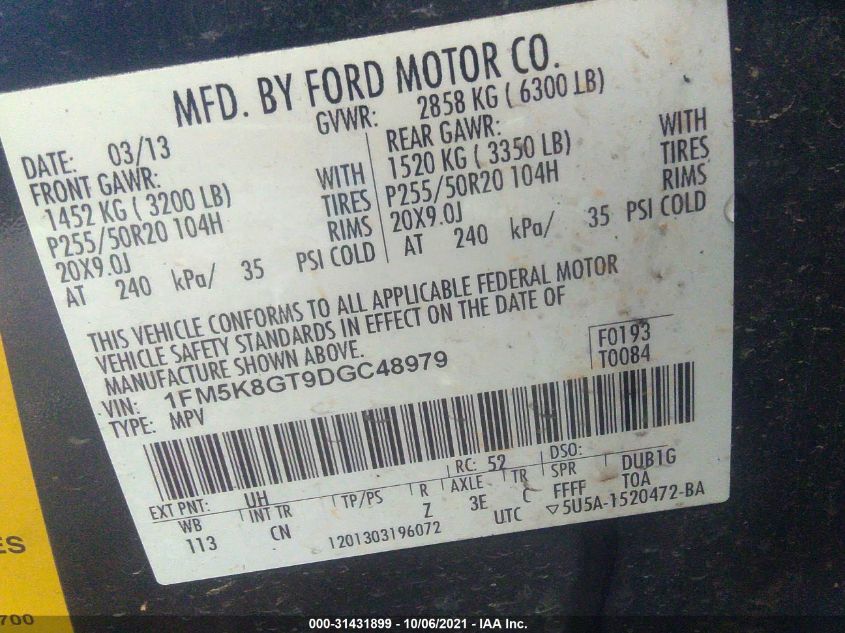 MFD. BY FORD MOTOR CO.
DATE: 03/13
GVWR: 2858 KG ( 6300 LB)
FRONT GAWR:
1452 KG ( 3200 LB) WITH
P255/50R20 104H TIRES
20X9.0J RIMS
AT 240 kPa/ 35 PSI COLD
REAR GAWR:
1520 KG ( 3350 LB) WITH
P255/50R20 104H TIRES
20X9.0J RIMS
AT 240 kPa/ 35 PSI COLD
THIS VEHICLE CONFORMS TO ALL APPLICABLE FEDERAL MOTOR
VEHICLE SAFETY STANDARDS IN EFFECT ON THE DATE OF
MANUFACTURE SHOWN ABOVE.
F0193
T0084
VIN: 1FM5K8GT9DGC48979
TYPE: MPV
EXT PNT: UH RC: 52 DSO:
WB INT TR TP/PS R AXLE TR SPR DUB1G
113 CN Z 3E C FFFF T0A
1201303196072 UTC ▽5U5A-1520472-BA
ES
700
000-31431899 - 10/06/2021 - IAA Inc.